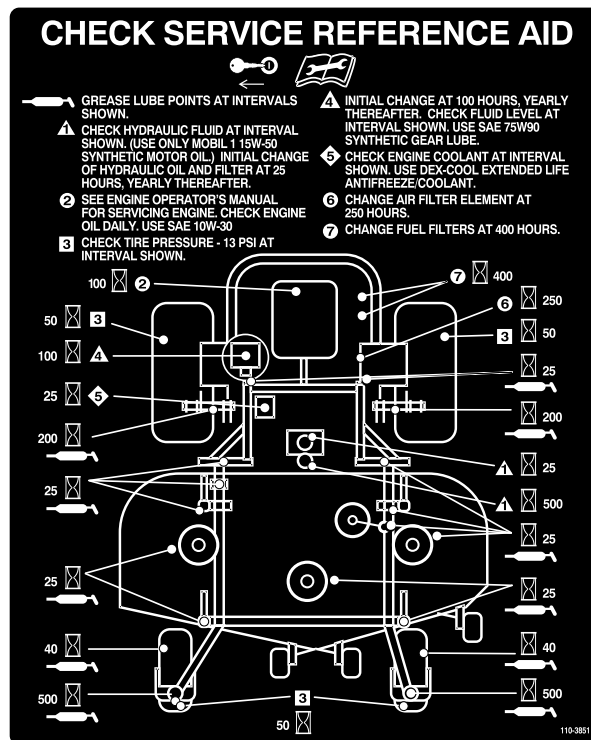 CHECK SERVICE REFERENCE AID
GREASE LUBE POINTS AT INTERVALS
SHOWN.
1 CHECK HYDRAULIC FLUID AT INTERVAL
SHOWN. (USE ONLY MOBIL 1 15W-50
SYNTHETIC MOTOR OIL.) INITIAL CHANGE
OF HYDRAULIC OIL AND FILTER AT 25
HOURS, YEARLY THEREAFTER.
2 SEE ENGINE OPERATOR'S MANUAL
FOR SERVICING ENGINE. CHECK ENGINE
OIL DAILY. USE SAE 10W-30
3 CHECK TIRE PRESSURE - 13 PSI AT
INTERVAL SHOWN.
4 INITIAL CHANGE AT 100 HOURS, YEARLY
THEREAFTER. CHECK FLUID LEVEL AT
INTERVAL SHOWN. USE SAE 75W90
SYNTHETIC GEAR LUBE.
5 CHECK ENGINE COOLANT AT INTERVAL
SHOWN. USE DEX-COOL EXTENDED LIFE
ANTIFREEZE/COOLANT.
6 CHANGE AIR FILTER ELEMENT AT
250 HOURS.
7 CHANGE FUEL FILTERS AT 400 HOURS.
100 2
50 3
100 4
25 5
200
25
25
40
500
7 400
6 250
3 50
25
200
1 25
1 500
25
25
40
500
3
50
110-3851